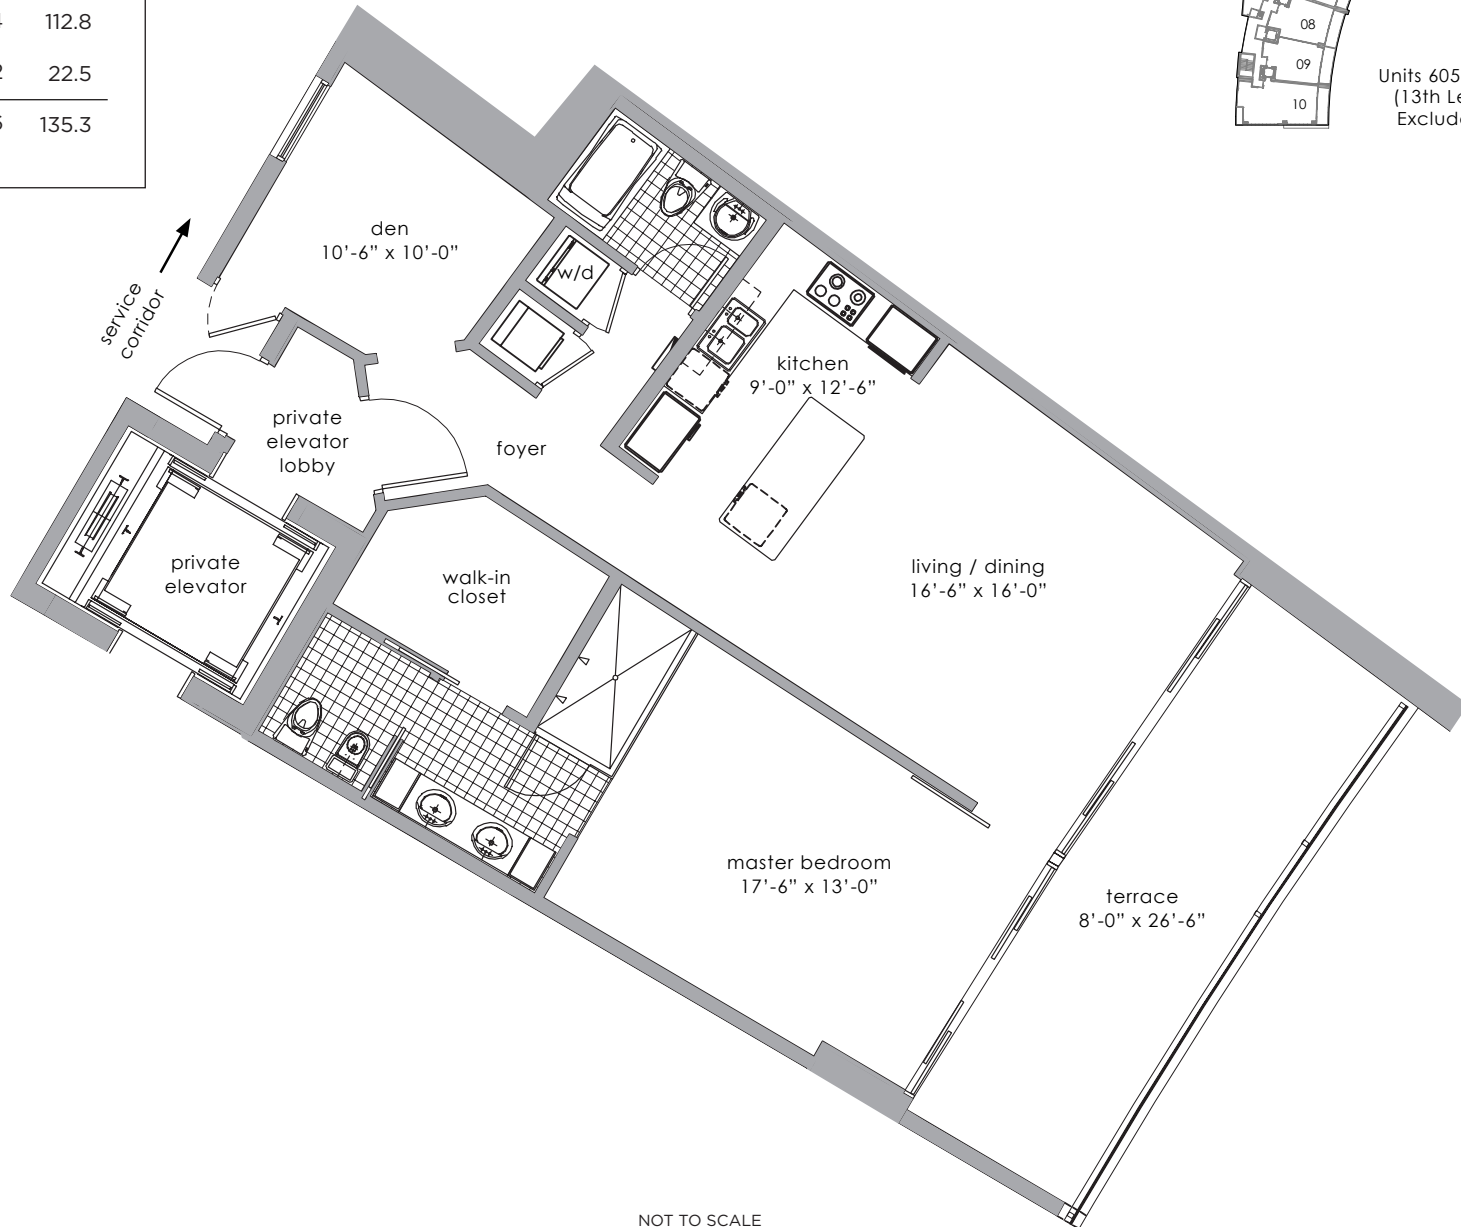 112.8
22.5
135.3
08
09
10
Units 605
(13th
den
10’-6” x 10’-0”
w/d
service
corridor
kitchen
9’-0” x 12’-6”
private
elevator
lobby
foyer
private
elevator
walk-in
closet
living / dining
16’-6” x 16’-0”
master bedroom
17’-6” x 13’-0”
terrace
8’-0” x 26’-6”
NOT TO SCALE